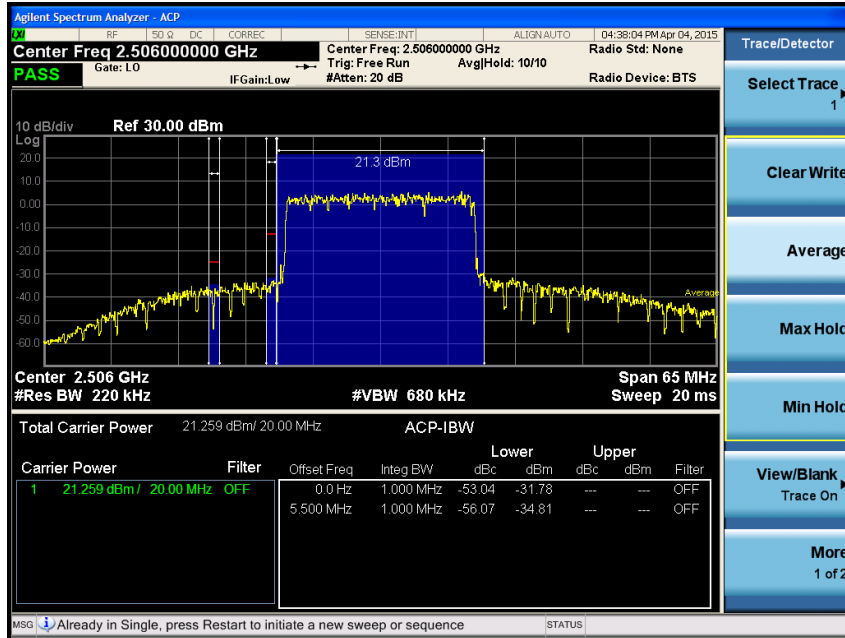 Agilent Spectrum Analyzer - ACP
LXI RF 50 Ω DC CORREC SENSE:INT ALIGN AUTO 04:38:04 PM Apr 04, 2015
Center Freq 2.506000000 GHz
Center Freq: 2.506000000 GHz
Radio Std: None
PASS
Gate: LO
IFGain:Low
Trig: Free Run
Avg|Hold: 10/10
#Atten: 20 dB
Radio Device: BTS
10 dB/div
Ref 30.00 dBm
Log
20.0
10.0
0.00
-10.0
-20.0
-30.0
-40.0
-50.0
-60.0
21.3 dBm
Average
Center 2.506 GHz
Span 65 MHz
#Res BW 220 kHz
#VBW 680 kHz
Sweep 20 ms
Total Carrier Power 21.259 dBm/ 20.00 MHz ACP-IBW
Lower Upper
Carrier Power Filter Offset Freq Integ BW dBc dBm dBc dBm Filter
1 21.259 dBm / 20.00 MHz OFF 0.0 Hz 1.000 MHz -53.04 -31.78 --- --- OFF
5.500 MHz 1.000 MHz -56.07 -34.81 --- --- OFF
MSG Already in Single, press Restart to initiate a new sweep or sequence STATUS
Trace/Detector
Select Trace
1
Clear Write
Average
Max Hold
Min Hold
View/Blank
Trace On
More
1 of 2